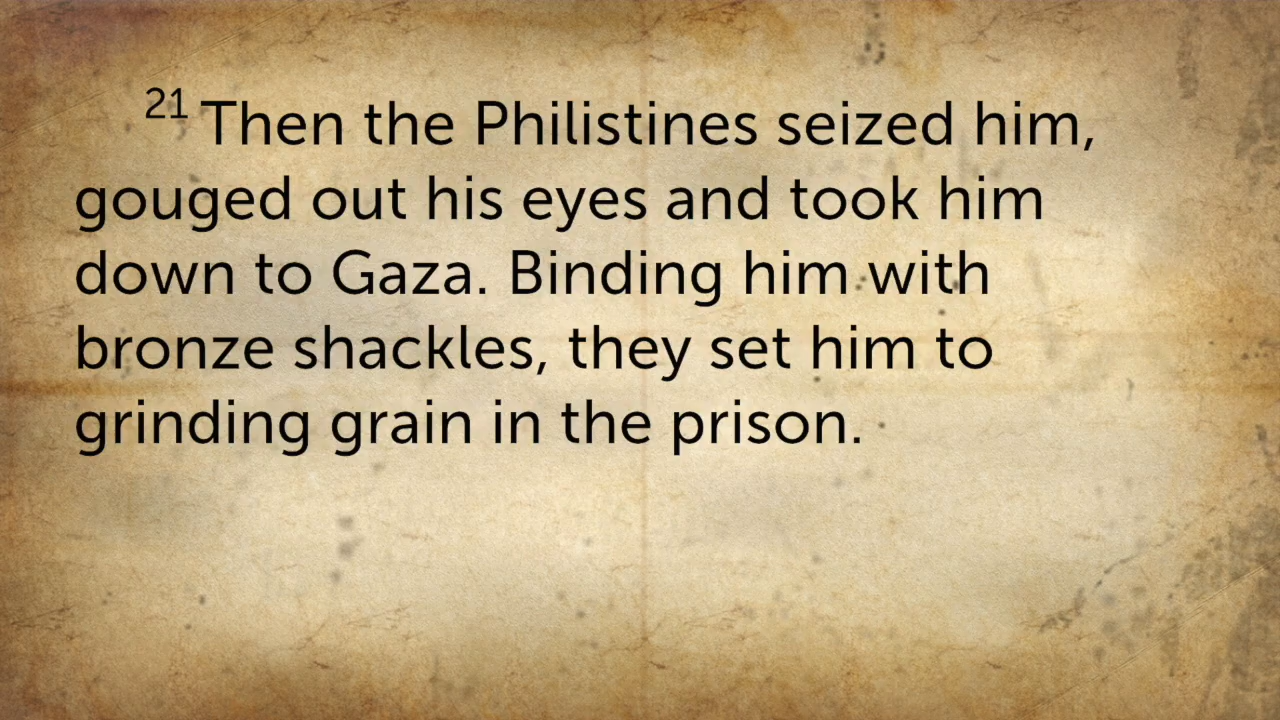 21 Then the Philistines seized him,
gouged out his eyes and took him
down to Gaza. Binding him with
bronze shackles, they set him to
grinding grain in the prison.